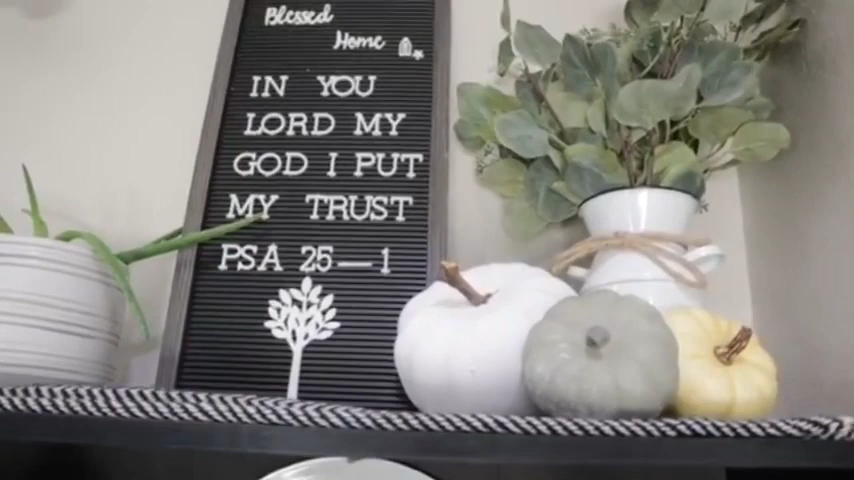 Blessed
Home
IN YOU
LORD MY
GOD I PUT
MY TRUST
PSA 25—1